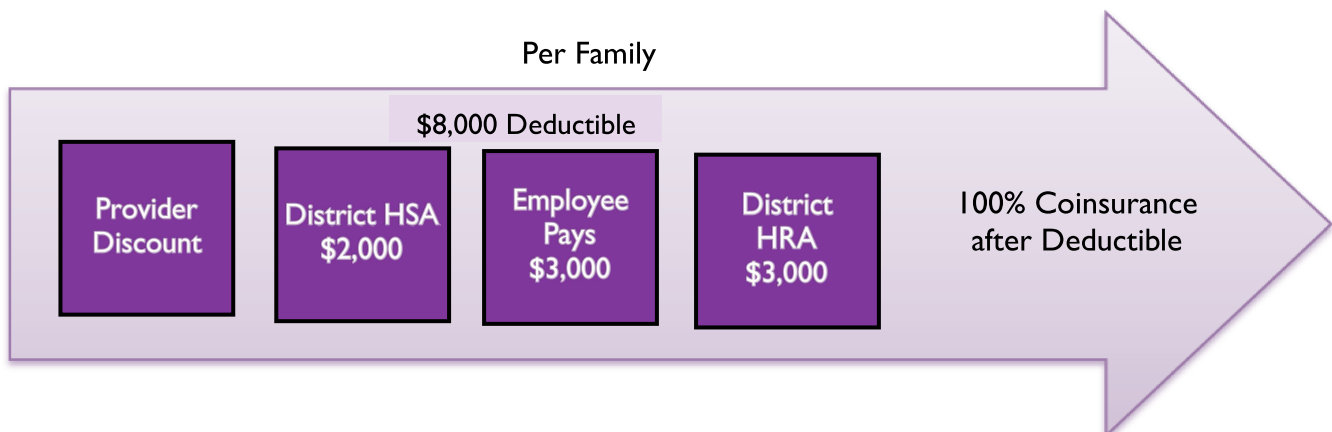 Per Family
$8,000 Deductible
Provider
Discount
District HSA
$2,000
Employee
Pays
$3,000
District
HRA
$3,000
100% Coinsurance
after Deductible